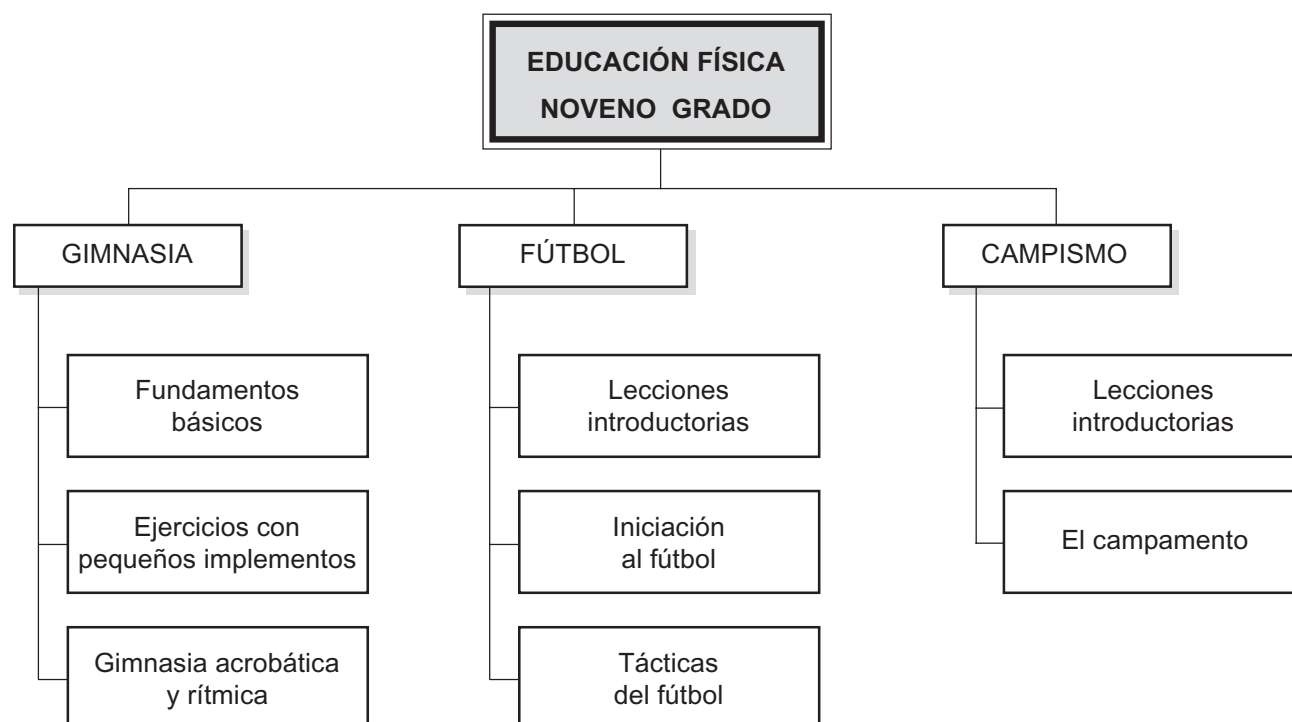 EDUCACIÓN FÍSICA
NOVENO GRADO
GIMNASIA
Fundamentos
básicos
Ejercicios con
pequeños implementos
Gimnasia acrobática
y rítmica
FÚTBOL
Lecciones
introductorias
Iniciación
al fútbol
Tácticas
del fútbol
CAMPISMO
Lecciones
introductorias
El campamento